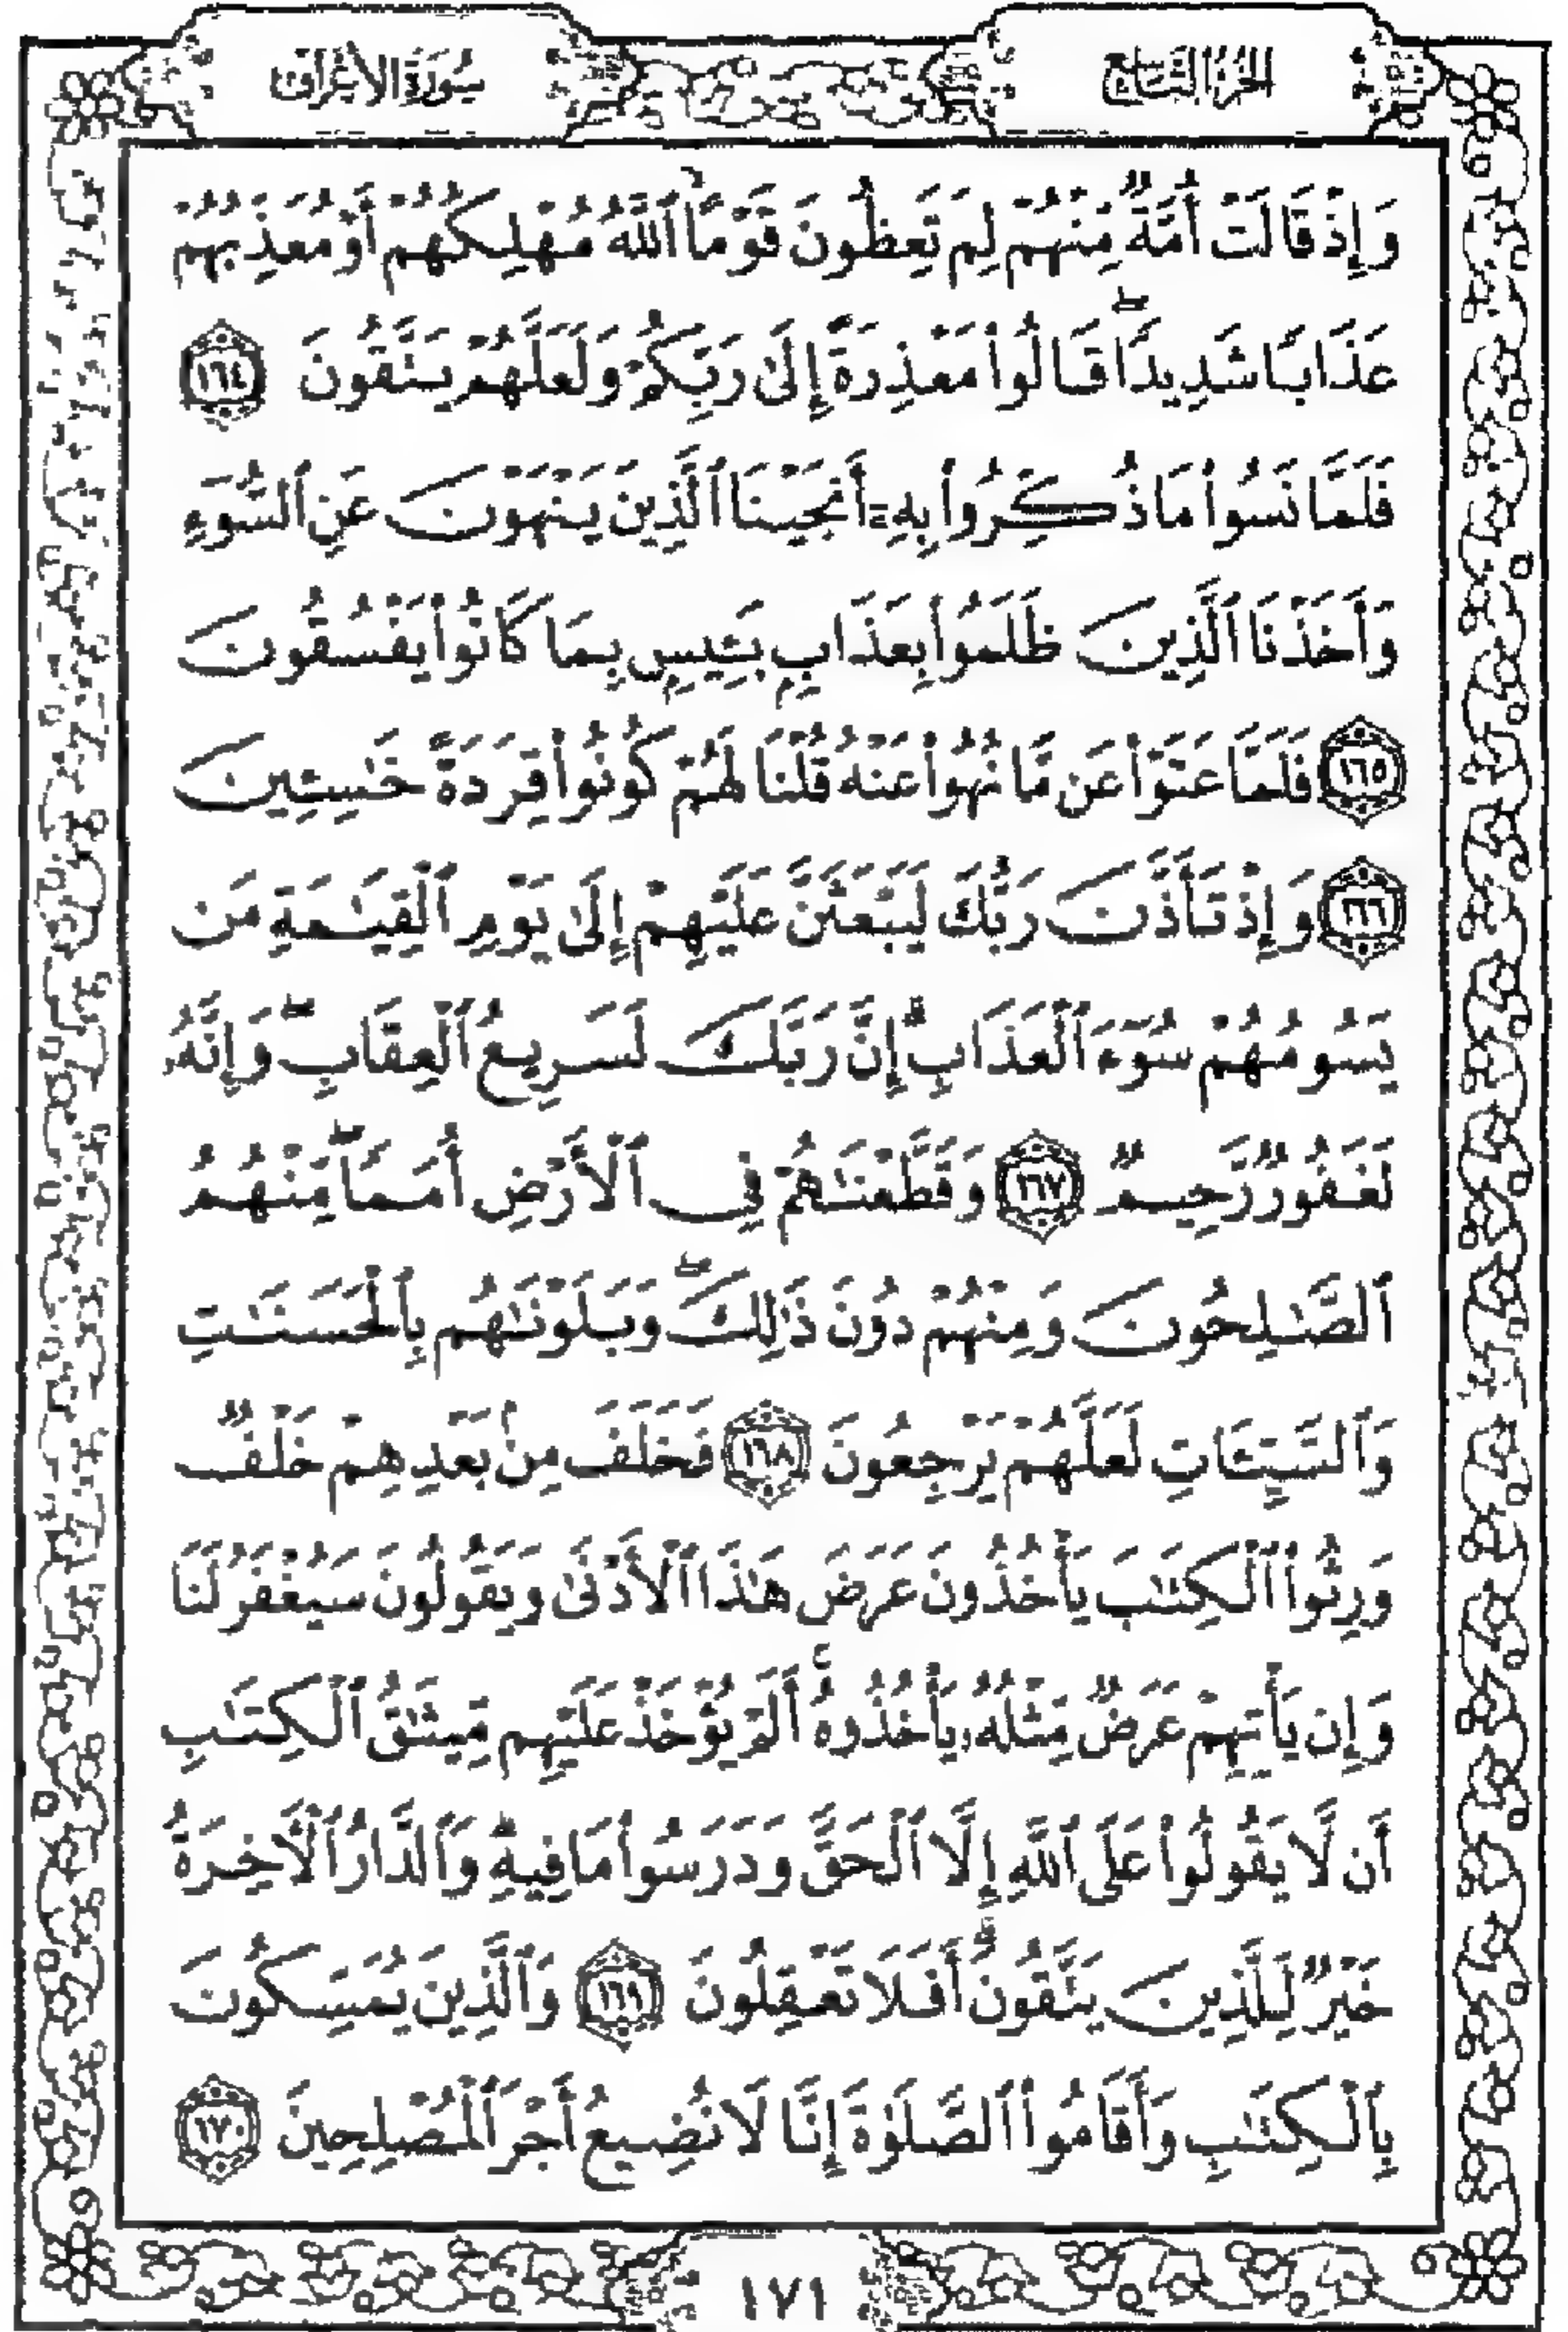 الجزء التاسع
سورة الأعراف
وَإِذْ قَالَتْ أُمَّةٌ مِّنْهُمْ لِمَ تَعِظُونَ قَوْمًا ٱللَّهُ مُهْلِكُهُمْ أَوْ مُعَذِّبُهُمْ
عَذَابًا شَدِيدًا ۖ قَالُوا۟ مَعْذِرَةً إِلَىٰ رَبِّكُمْ وَلَعَلَّهُمْ يَتَّقُونَ ١٦٤
فَلَمَّا نَسُوا۟ مَا ذُكِّرُوا۟ بِهِۦٓ أَنجَيْنَا ٱلَّذِينَ يَنْهَوْنَ عَنِ ٱلسُّوٓءِ
وَأَخَذْنَا ٱلَّذِينَ ظَلَمُوا۟ بِعَذَابٍۭ بَـِٔيسٍۭ بِمَا كَانُوا۟ يَفْسُقُونَ
١٦٥ فَلَمَّا عَتَوْا۟ عَن مَّا نُهُوا۟ عَنْهُ قُلْنَا لَهُمْ كُونُوا۟ قِرَدَةً خَـٰسِـِٔينَ
١٦٦ وَإِذْ تَأَذَّنَ رَبُّكَ لَيَبْعَثَنَّ عَلَيْهِمْ إِلَىٰ يَوْمِ ٱلْقِيَـٰمَةِ مَن
يَسُومُهُمْ سُوٓءَ ٱلْعَذَابِ ۗ إِنَّ رَبَّكَ لَسَرِيعُ ٱلْعِقَابِ ۖ وَإِنَّهُۥ
لَغَفُورٌ رَّحِيمٌ ١٦٧ وَقَطَّعْنَـٰهُمْ فِى ٱلْأَرْضِ أُمَمًا ۖ مِّنْهُمُ
ٱلصَّـٰلِحُونَ وَمِنْهُمْ دُونَ ذَٰلِكَ ۖ وَبَلَوْنَـٰهُم بِٱلْحَسَنَـٰتِ
وَٱلسَّيِّـَٔاتِ لَعَلَّهُمْ يَرْجِعُونَ ١٦٨ فَخَلَفَ مِنۢ بَعْدِهِمْ خَلْفٌ
وَرِثُوا۟ ٱلْكِتَـٰبَ يَأْخُذُونَ عَرَضَ هَـٰذَا ٱلْأَدْنَىٰ وَيَقُولُونَ سَيُغْفَرُ لَنَا
وَإِن يَأْتِهِمْ عَرَضٌ مِّثْلُهُۥ يَأْخُذُوهُ ۚ أَلَمْ يُؤْخَذْ عَلَيْهِم مِّيثَـٰقُ ٱلْكِتَـٰبِ
أَن لَّا يَقُولُوا۟ عَلَى ٱللَّهِ إِلَّا ٱلْحَقَّ وَدَرَسُوا۟ مَا فِيهِ ۗ وَٱلدَّارُ ٱلْـَٔاخِرَةُ
خَيْرٌ لِّلَّذِينَ يَتَّقُونَ ۗ أَفَلَا تَعْقِلُونَ ١٦٩ وَٱلَّذِينَ يُمَسِّكُونَ
بِٱلْكِتَـٰبِ وَأَقَامُوا۟ ٱلصَّلَوٰةَ إِنَّا لَا نُضِيعُ أَجْرَ ٱلْمُصْلِحِينَ ١٧٠
١٧١